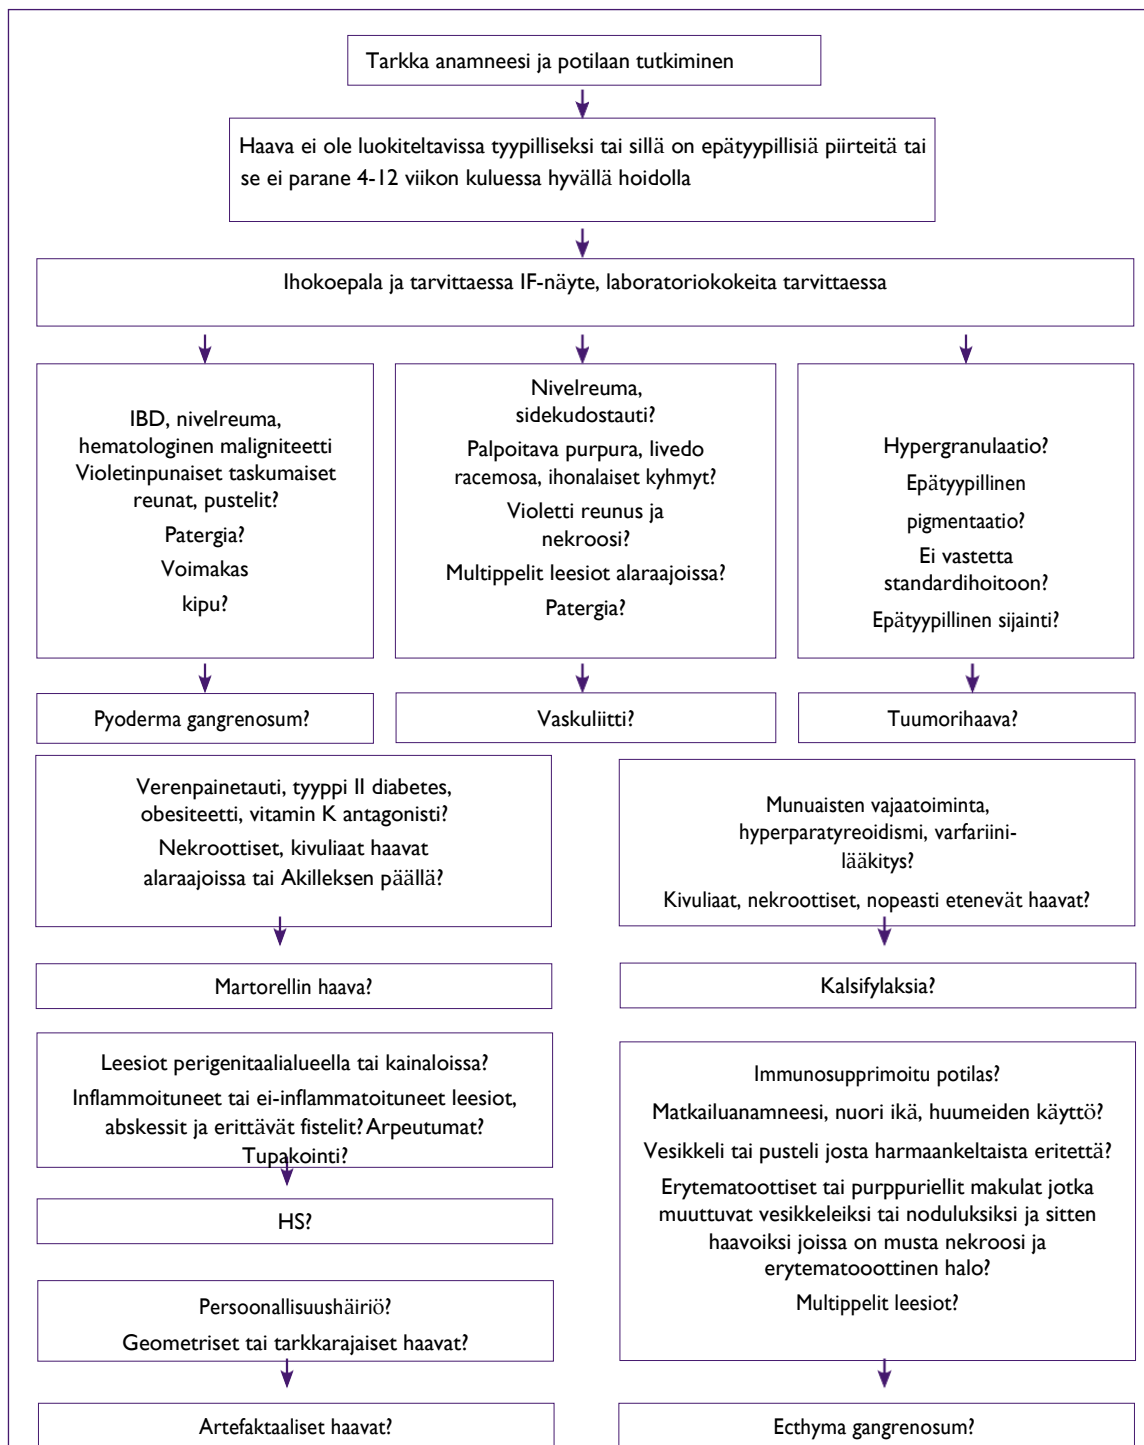 Tarkka anamneesi ja potilaan tutkiminen
Haava ei ole luokiteltavissa tyypilliseksi tai sillä on epätyypillisiä piirteitä tai
se ei parane 4-12 viikon kuluessa hyvällä hoidolla
Ihokoepala ja tarvittaessa IF-näyte, laboratoriokokeita tarvittaessa
IBD, nivelreuma,
hematologinen maligniteetti
Violetinpunaiset taskumaiset
reunat, pustelit?
Patergia?
Voimakas
kipu?
Pyoderma gangrenosum?
Nivelreuma,
sidekudostauti?
Palpoitava purpura, livedo
racemosa, ihonalaiset kyhmyt?
Violetti reunus ja
nekroosi?
Multippelit leesiot alaraajoissa?
Patergia?
Vaskuliitti?
Hypergranulaatio?
Epätyypillinen
pigmentaatio?
Ei vastetta
standardihoitoon?
Epätyypillinen sijainti?
Tuumorihaava?
Verenpainetauti, tyyppi II diabetes,
obesiteetti, vitamin K antagonisti?
Nekroottiset, kivuliaat haavat
alaraajoissa tai Akilleksen päällä?
Martorellin haava?
Munuaisten vajaatoiminta,
hyperparatyreoidismi, varfariini-
lääkitys?
Kivuliaat, nekroottiset, nopeasti etenevät haavat?
Kalsifylaksia?
Leesiot perigenitaalialueella tai kainaloissa?
Inflammoituneet tai ei-inflammatoituneet leesiot,
abskessit ja erittävät fistelit? Arpeutumat?
Tupakointi?
HS?
Persoonallisuushäiriö?
Geometriset tai tarkkarajaiset haavat?
Artefaktaaliset haavat?
Immunosupprimoitu potilas?
Matkailuanamneesi, nuori ikä, huumeiden käyttö?
Vesikkeli tai pusteli josta harmaankeltaista eritettä?
Erytematoottiset tai purppuriellit makulat jotka
muuttuvat vesikkeleiksi tai noduluksiksi ja sitten
haavoiksi joissa on musta nekroosi ja
erytematooottinen halo?
Multippelit leesiot?
Ecthyma gangrenosum?